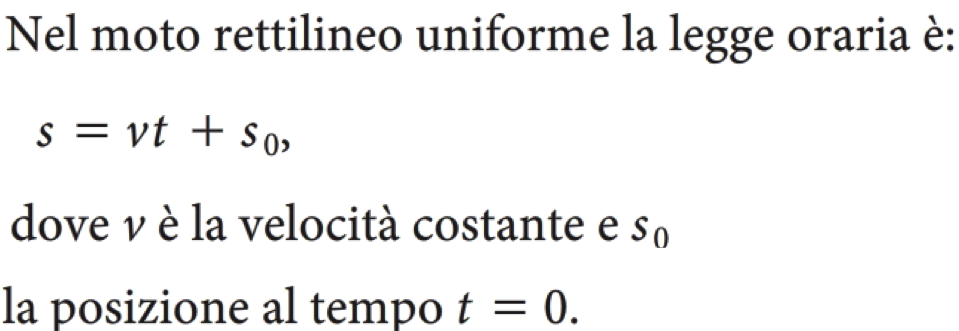 Nel moto rettilineo uniforme la legge oraria è:
s = vt + s₀,
dove v è la velocità costante e s₀
la posizione al tempo t = 0.